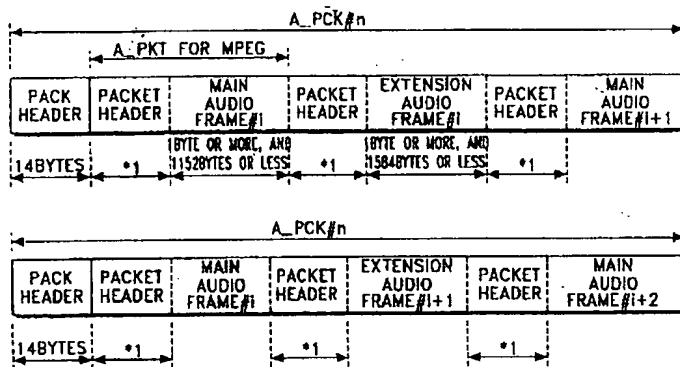 A_PCK#n
A_PKT FOR MPEG
PACK HEADER
PACKET HEADER
MAIN AUDIO FRAME#i
PACKET HEADER
EXTENSION AUDIO FRAME#i
PACKET HEADER
MAIN AUDIO FRAME#i+1
14BYTES
*1
1BYTE OR MORE, AND 1152BYTES OR LESS
*1
1BYTE OR MORE, AND 1584BYTES OR LESS
*1
A_PCK#n
PACK HEADER
PACKET HEADER
MAIN AUDIO FRAME#i
PACKET HEADER
EXTENSION AUDIO FRAME#i+1
PACKET HEADER
MAIN AUDIO FRAME#i+2
14BYTES
*1
*1
*1